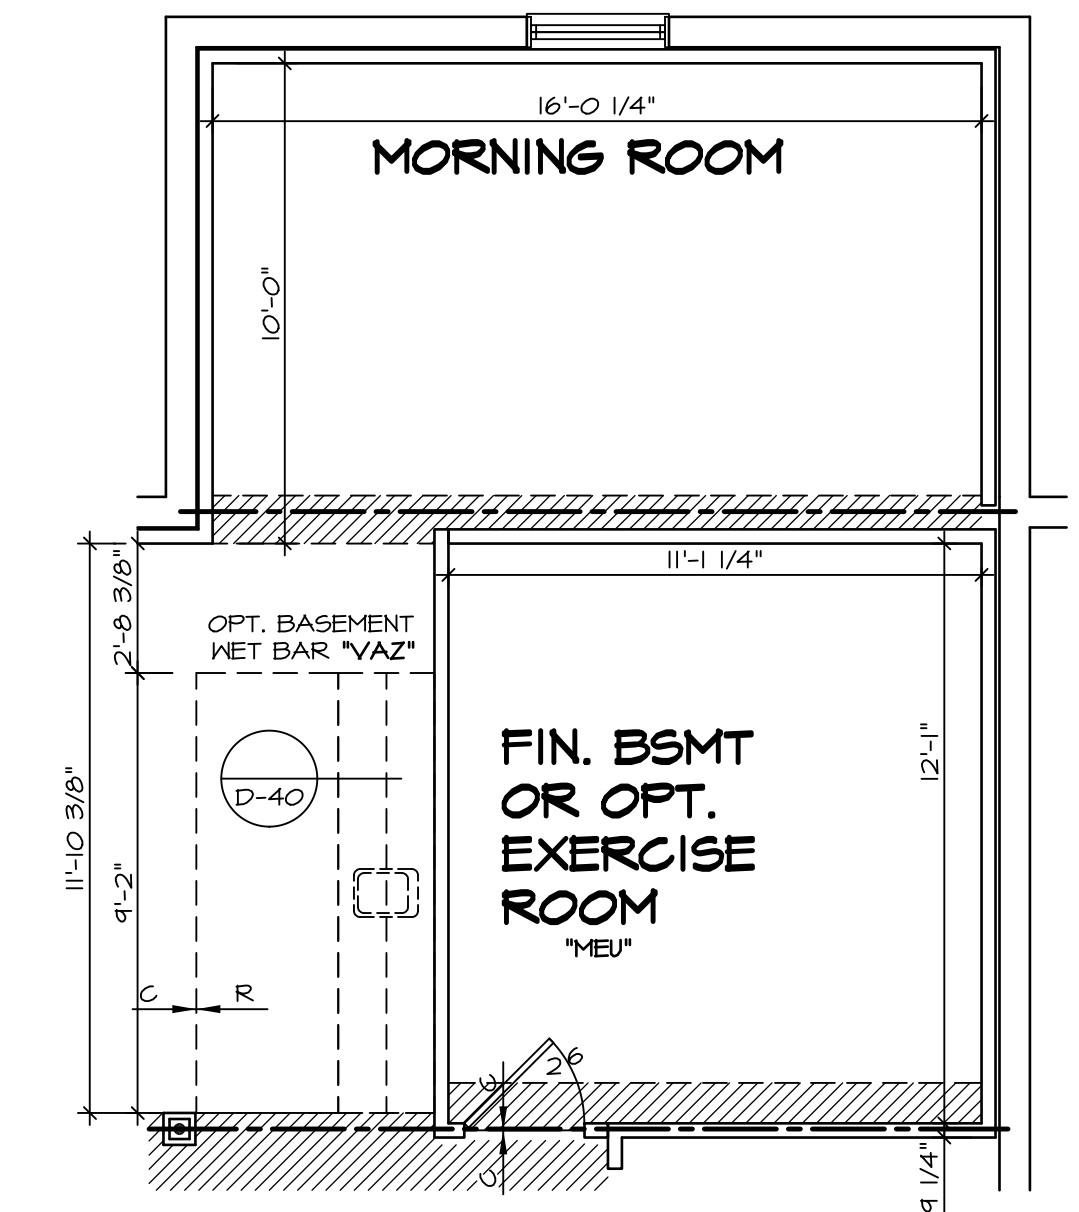 16'-0 1/4"
MORNING ROOM
10'-0"
11'-1 1/4"
2'-8 3/8"
OPT. BASEMENT
WET BAR "VAZ"
FIN. BSMT
OR OPT.
EXERCISE
ROOM
"MEU"
12'-1"
D-40
11'-10 3/8"
9'-2"
C
R
26
C
C
9 1/4"